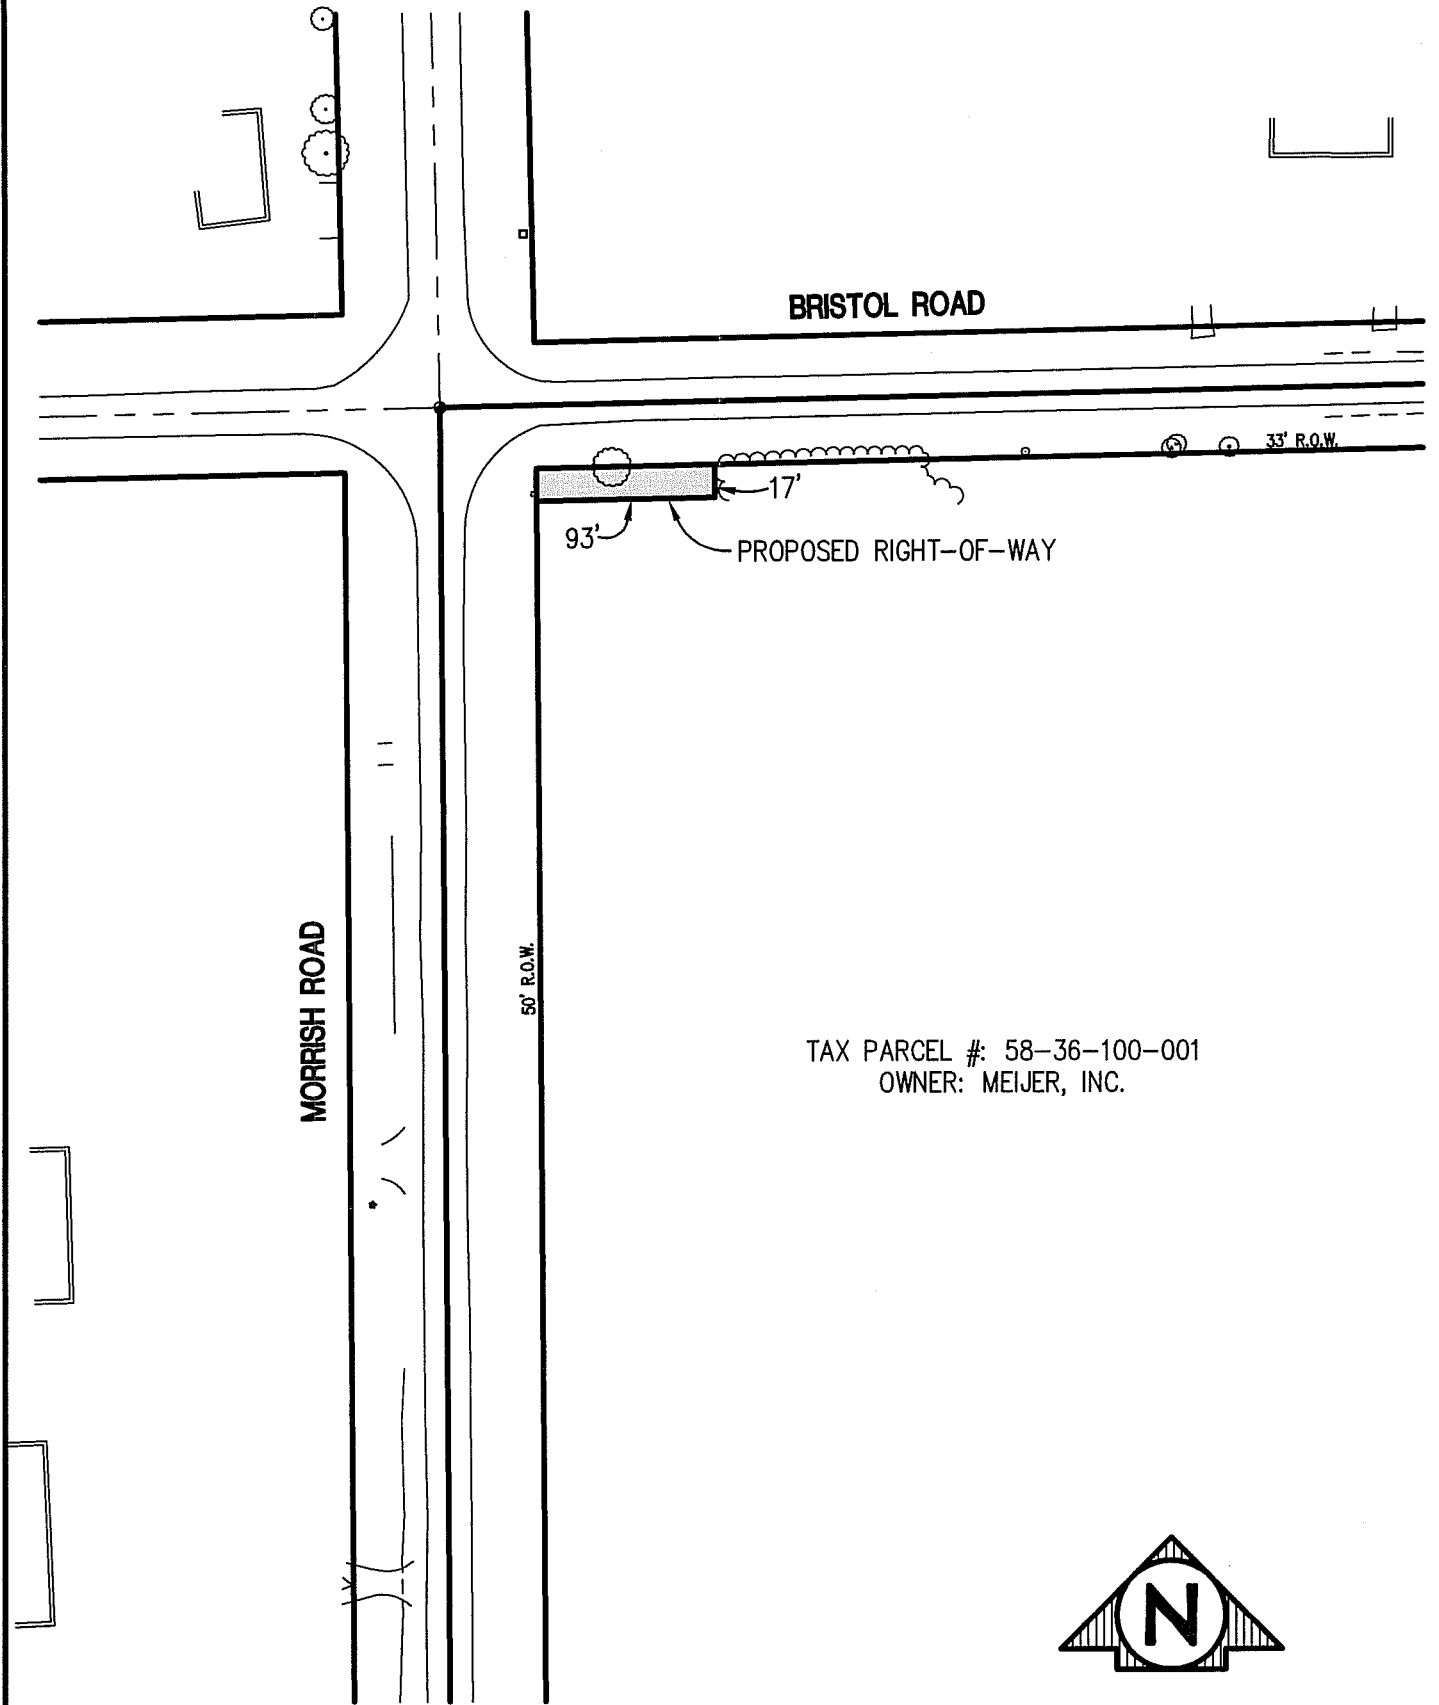 BRISTOL ROAD
33' R.O.W.
17'
93'
PROPOSED RIGHT-OF-WAY
MORRISH ROAD
50' R.O.W.
TAX PARCEL #: 58-36-100-001
OWNER: MEIJER, INC.
N